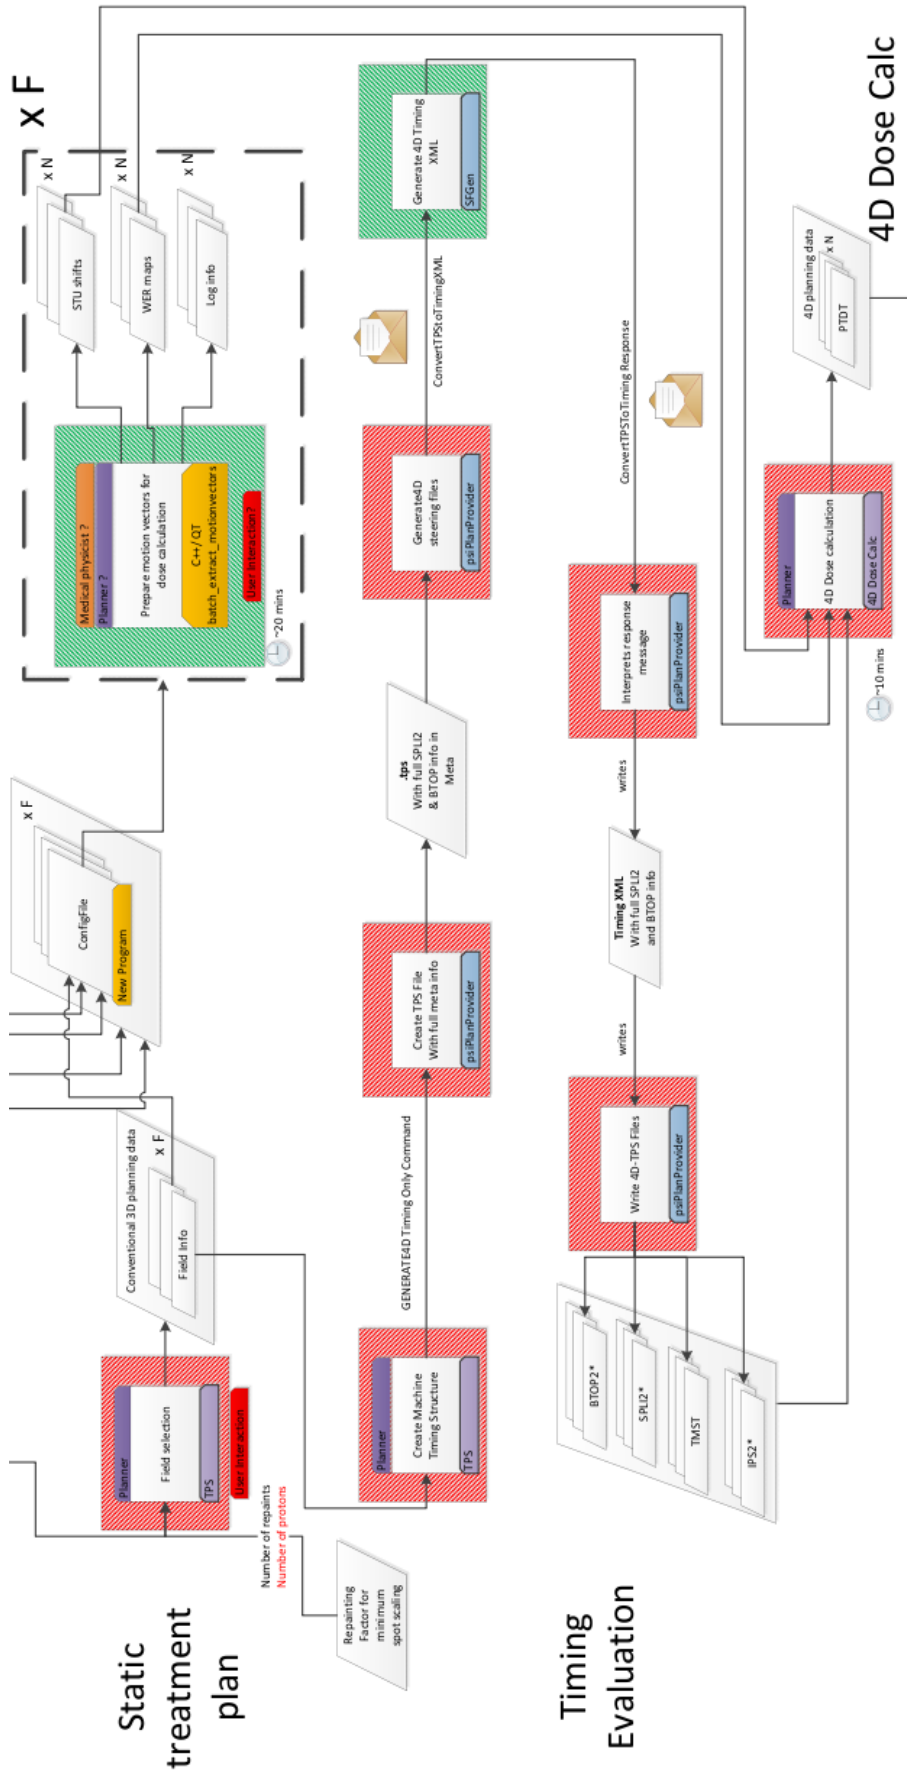 Static
treatment
plan
Planner
Field selection
TPS
User Interaction
Number of repaints
Number of protons
Repainting
Factor for
minimum
spot scaling
Conventional 3D planning data
x F
Field Info
x F
ConfigFile
New Program
x F
Medical physicist ?
Planner ?
Prepare motion vectors for
dose calculation
C++/ QT
batch_extract_motionvectors
User Interaction?
~20 mins
STU shifts
x N
WER maps
x N
Log info
x N
Planner
Create Machine
Timing Structure
TPS
GENERATE4D Timing Only Command
Create TPS File
With full meta info
psiPlanProvider
.tps
With full SPLI2
& BTOP info in
Meta
Generate4D
steering files
psiPlanProvider
ConvertTPStoTimingXML
Generate 4D Timing
XML
SFGen
Timing
Evaluation
BTOP2*
SPLI2*
TMST
IPS2*
Write 4D-TPS Files
psiPlanProvider
writes
Timing XML
With full SPLI2
and BTOP info
writes
Interprets response
message
psiPlanProvider
ConvertTPSToTiming Response
Planner
4D Dose calculation
4D Dose Calc
~10 mins
4D planning data
x N
PTDT
4D Dose Calc